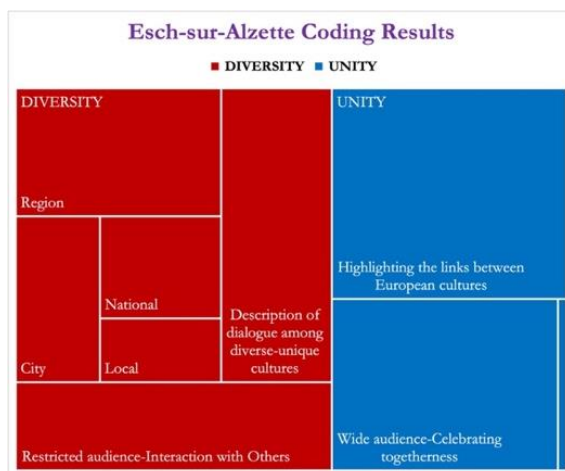 Esch-sur-Alzette Coding Results
DIVERSITY UNITY
DIVERSITY
Region
City
National
Local
Description of
dialogue among
diverse-unique
cultures
Restricted audience-Interaction with Others
UNITY
Highlighting the links between
European cultures
Wide audience-Celebrating
togetherness